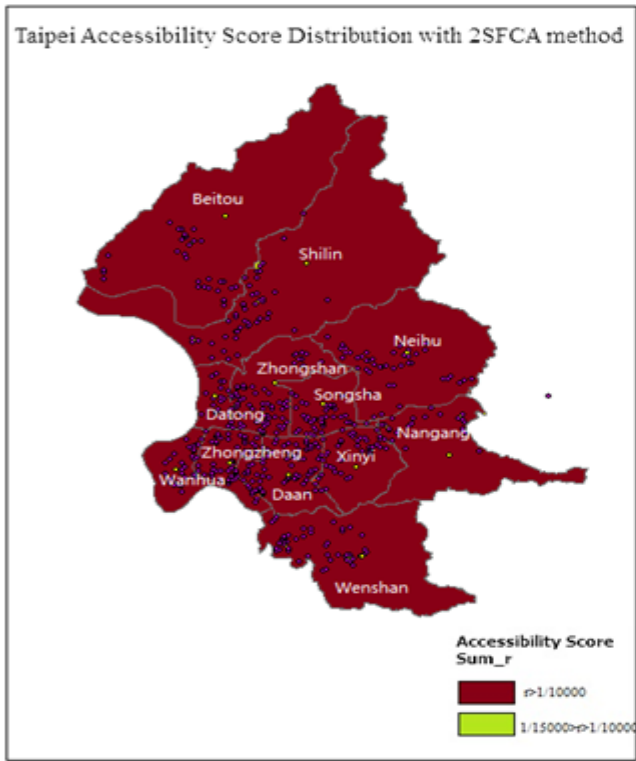 Taipei Accessibility Score Distribution with 2SFCA method
Beitou
Shilin
Neihu
Zhongshan
Songsha
Datong
Nangang
Zhongzheng
Xinyi
Wanhua
Daan
Wenshan
Accessibility Score
Sum_r
r>1/10000
1/15000>r>1/10000